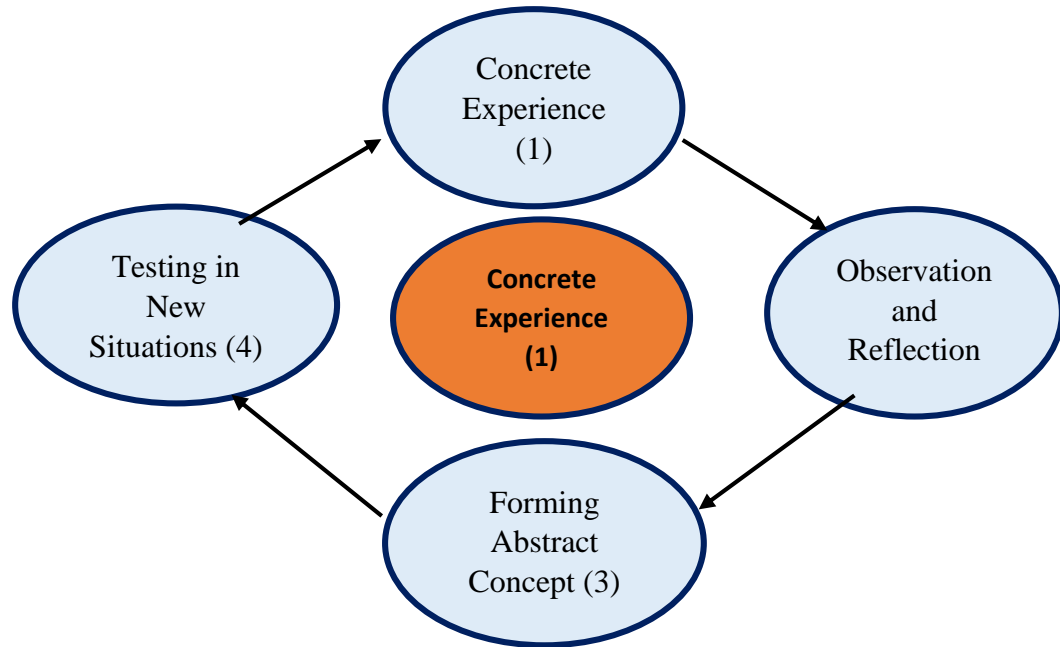 Concrete
Experience
(1)
Testing in
New
Situations (4)
Concrete
Experience
(1)
Observation
and
Reflection
Forming
Abstract
Concept (3)